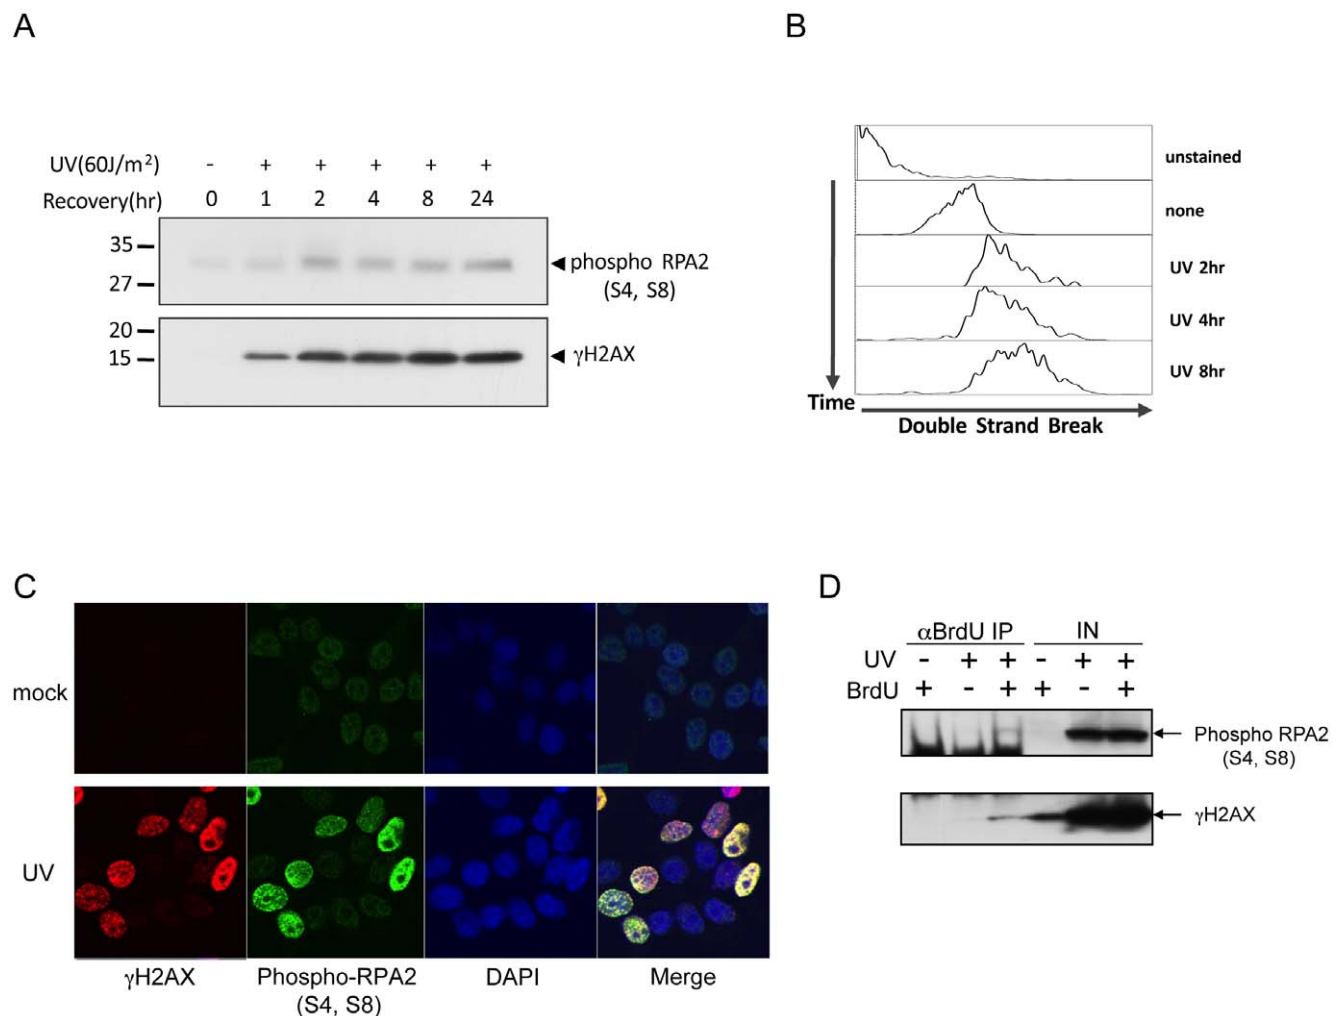 A
UV(60J/m²) - + + + + +
Recovery(hr) 0 1 2 4 8 24
35
27
phospho RPA2
(S4, S8)
20
15
γH2AX
B
unstained
none
UV 2hr
UV 4hr
UV 8hr
Time
Double Strand Break
C
mock
UV
γH2AX Phospho-RPA2 DAPI Merge
(S4, S8)
D
αBrdU IP IN
UV - + + - + +
BrdU + - + + - +
Phospho RPA2
(S4, S8)
γH2AX